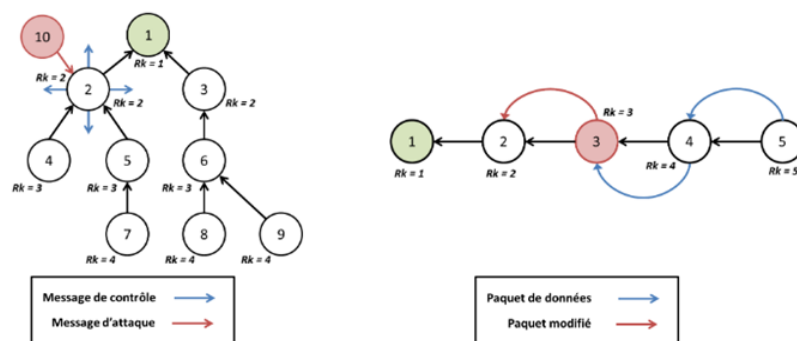 10
1
Rk = 2
Rk = 1
2
3
Rk = 2
Rk = 2
4
5
6
Rk = 3
Rk = 3
Rk = 3
7
8
9
Rk = 4
Rk = 4
Rk = 4
Message de contrôle
Message d'attaque
Rk = 3
1
2
3
4
5
Rk = 1
Rk = 2
Rk = 4
Rk = 5
Paquet de données
Paquet modifié